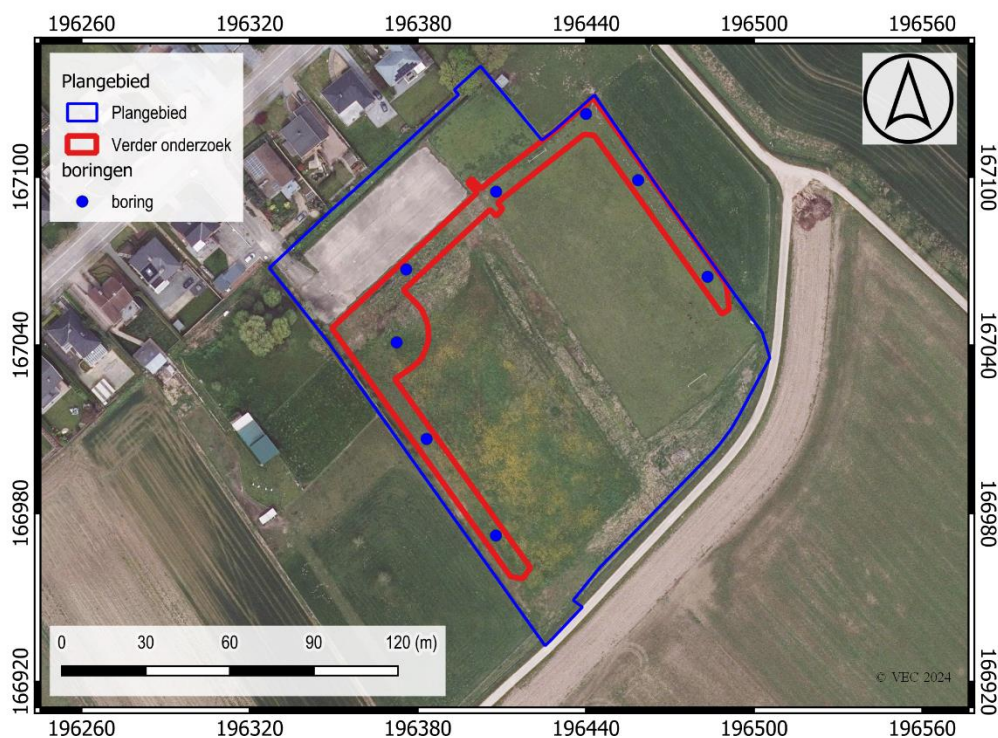 196260 196320 196380 196440 196500 196560
Plangebied
Plangebied
Verder onderzoek
boringen
boring
167100 167100
167040 167040
166980 166980
166920 166920
0 30 60 90 120 (m)
© VEC 2024
196260 196320 196380 196440 196500 196560